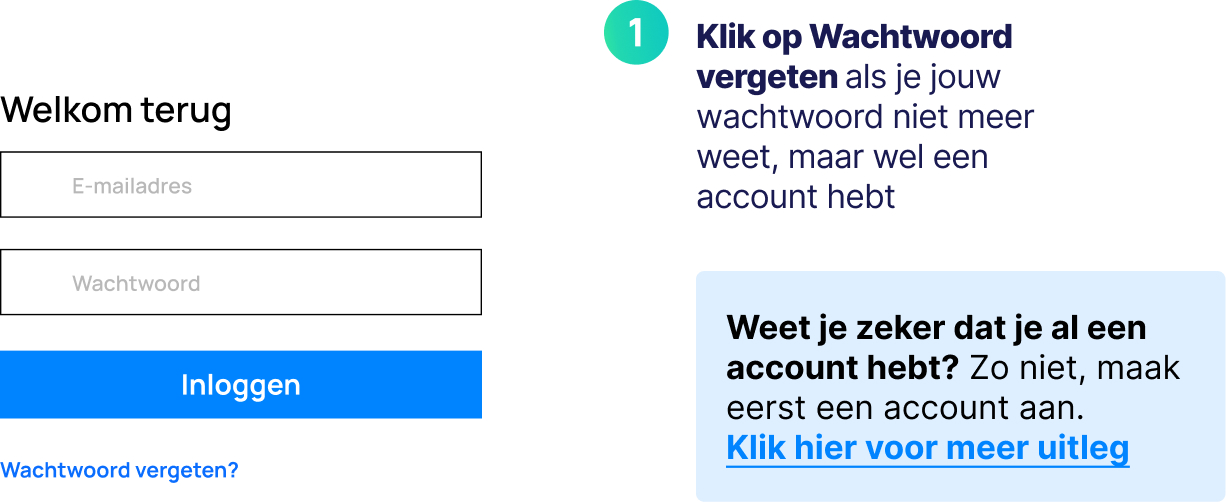 Welkom terug
E-mailadres
Wachtwoord
Inloggen
Wachtwoord vergeten?
1
Klik op Wachtwoord
vergeten als je jouw
wachtwoord niet meer
weet, maar wel een
account hebt
Weet je zeker dat je al een
account hebt? Zo niet, maak
eerst een account aan.
Klik hier voor meer uitleg